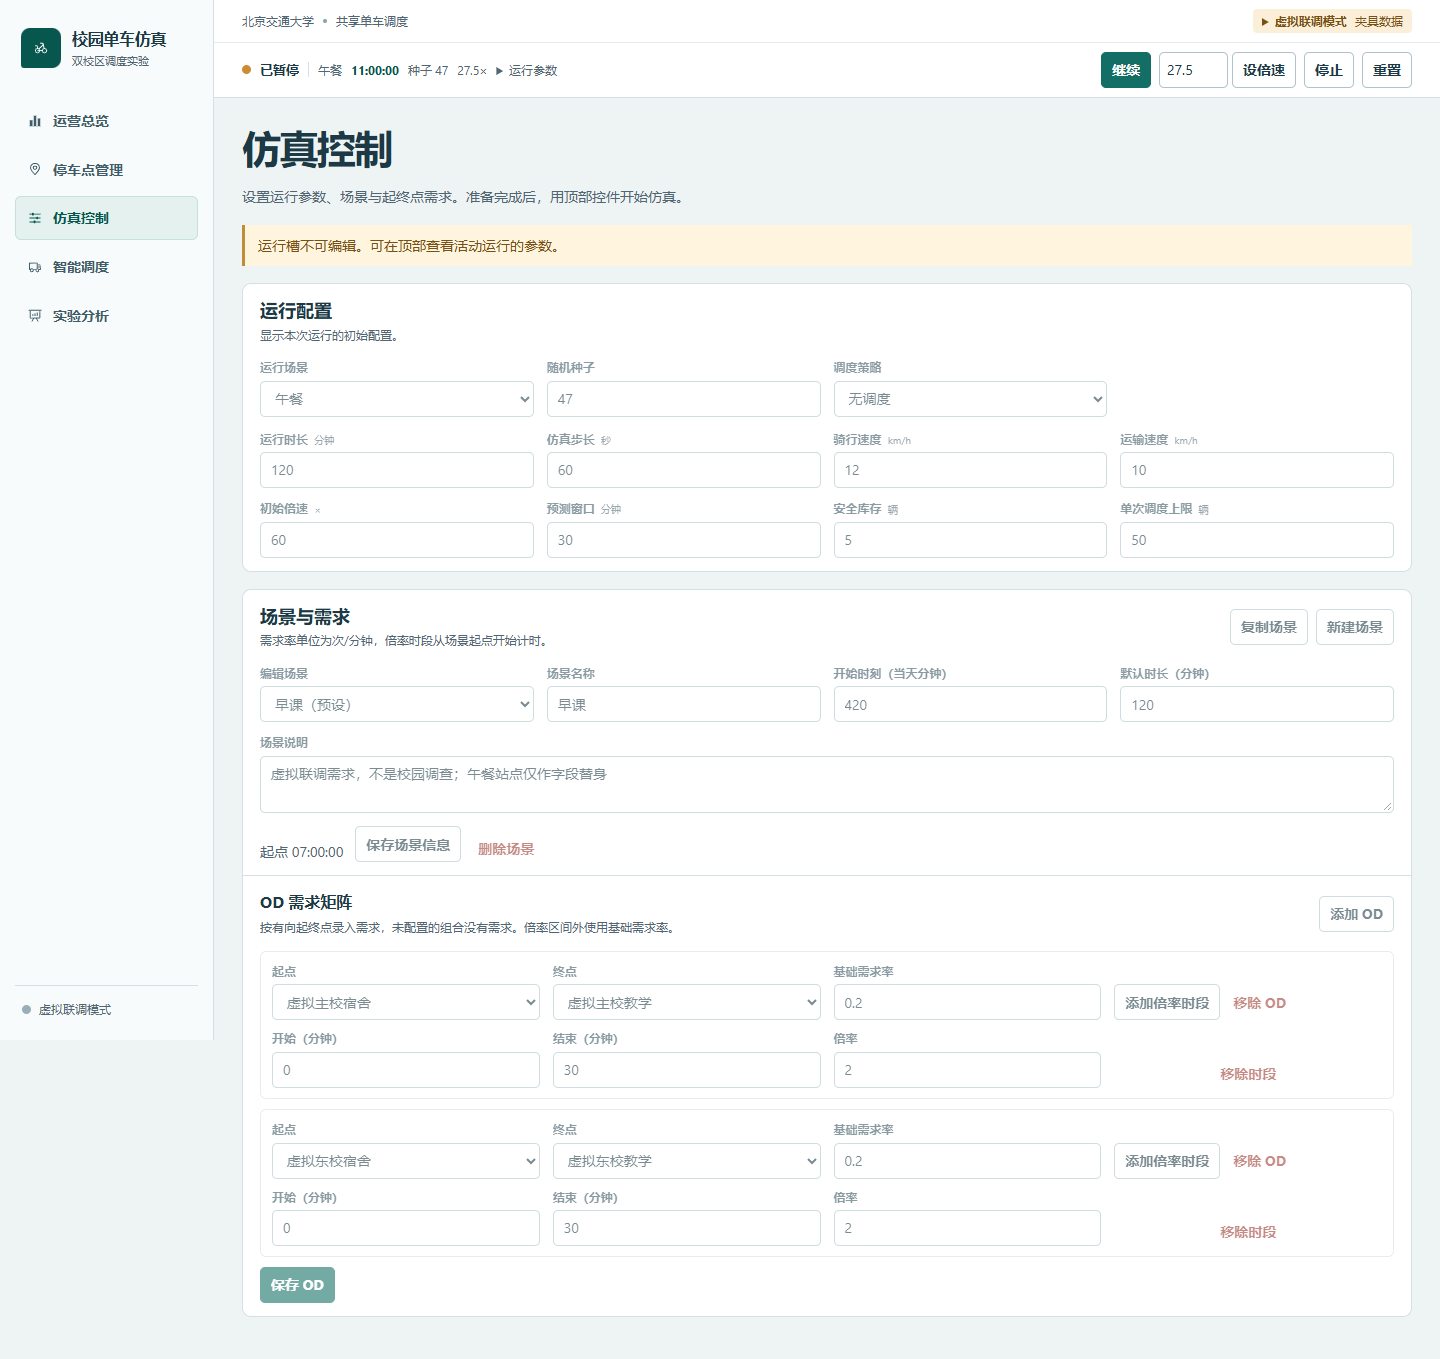 校园单车仿真
双校区调度实验
运营总览
停车点管理
仿真控制
智能调度
实验分析
虚拟联调模式
北京交通大学 • 共享单车调度
虚拟联调模式 夹具数据
已暂停 午餐 11:00:00 种子 47 27.5× 运行参数
继续 27.5 设倍速 停止 重置
仿真控制
设置运行参数、场景与起终点需求。准备完成后，用顶部控件开始仿真。
运行槽不可编辑。可在顶部查看活动运行的参数。
运行配置
显示本次运行的初始配置。
运行场景 随机种子 调度策略
午餐 47 无调度
运行时长 分钟 仿真步长 秒 骑行速度 km/h 运输速度 km/h
120 60 12 10
初始倍速 × 预测窗口 分钟 安全库存 辆 单次调度上限 辆
60 30 5 50
场景与需求
需求率单位为次/分钟，倍率时段从场景起点开始计时。
复制场景 新建场景
编辑场景 场景名称 开始时刻（当天分钟） 默认时长（分钟）
早课（预设） 早课 420 120
场景说明
虚拟联调需求，不是校园调查；午餐站点仅作字段替身
起点 07:00:00 保存场景信息 删除场景
OD 需求矩阵
按有向起终点录入需求，未配置的组合没有需求。倍率区间外使用基础需求率。
添加 OD
起点 终点 基础需求率
虚拟主校宿舍 虚拟主校教学 0.2 添加倍率时段 移除 OD
开始（分钟） 结束（分钟） 倍率
0 30 2 移除时段
起点 终点 基础需求率
虚拟东校宿舍 虚拟东校教学 0.2 添加倍率时段 移除 OD
开始（分钟） 结束（分钟） 倍率
0 30 2 移除时段
保存 OD